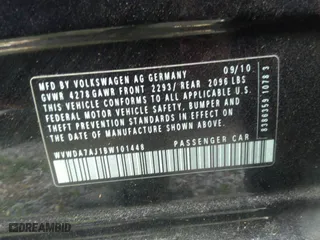 MFD. BY VOLKSWAGEN AG GERMANY 09/10
GVWR 4278 GAWR FRONT 2293/ REAR 2096 LBS
THIS VEHICLE CONFORMS TO ALL APPLICABLE
FEDERAL MOTOR VEHICLE SAFETY, BUMPER AND
THEFT PREVENTION STANDARDS IN EFFECT ON
THE DATE OF MANUFACTURE SHOWN ABOVE
PASSENGER CAR